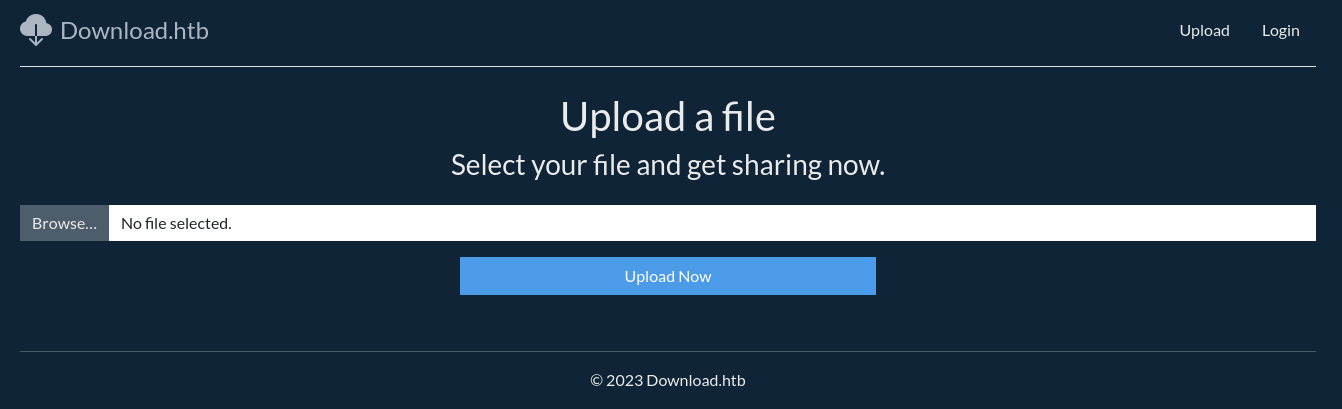 Download.htb
Upload Login
Upload a file
Select your file and get sharing now.
Browse... No file selected.
Upload Now
© 2023 Download.htb